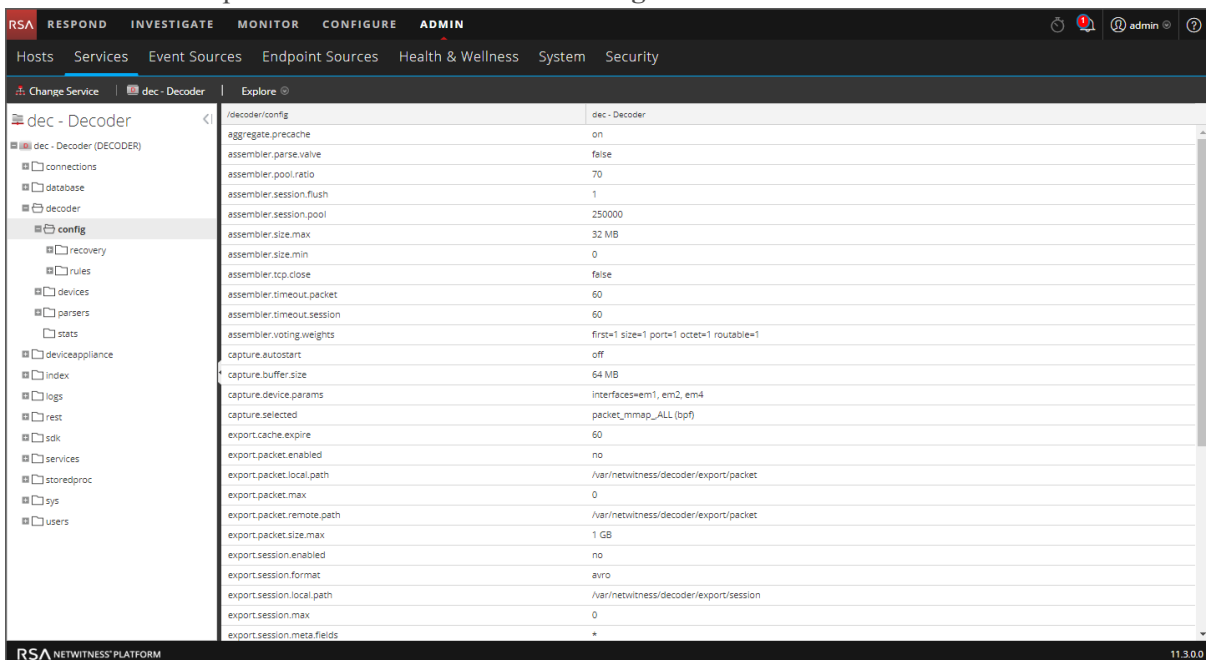 RSA RESPOND INVESTIGATE MONITOR CONFIGURE ADMIN 1 admin ?
Hosts Services Event Sources Endpoint Sources Health & Wellness System Security
Change Service dec - Decoder Explore
dec - Decoder
dec - Decoder (DECODER)
connections
database
decoder
config
recovery
rules
devices
parsers
stats
deviceappliance
index
logs
rest
sdk
services
storedproc
sys
users
/decoder/config dec - Decoder
aggregate.precache on
assembler.parse.valve false
assembler.pool.ratio 70
assembler.session.flush 1
assembler.session.pool 250000
assembler.size.max 32 MB
assembler.size.min 0
assembler.tcp.close false
assembler.timeout.packet 60
assembler.timeout.session 60
assembler.voting.weights first=1 size=1 port=1 octet=1 routable=1
capture.autostart off
capture.buffer.size 64 MB
capture.device.params interfaces=em1, em2, em4
capture.selected packet_mmap_,ALL (bpf)
export.cache.expire 60
export.packet.enabled no
export.packet.local.path /var/netwitness/decoder/export/packet
export.packet.max 0
export.packet.remote.path /var/netwitness/decoder/export/packet
export.packet.size.max 1 GB
export.session.enabled no
export.session.format avro
export.session.local.path /var/netwitness/decoder/export/session
export.session.max 0
export.session.meta.fields *
RSA NETWITNESS® PLATFORM 11.3.0.0